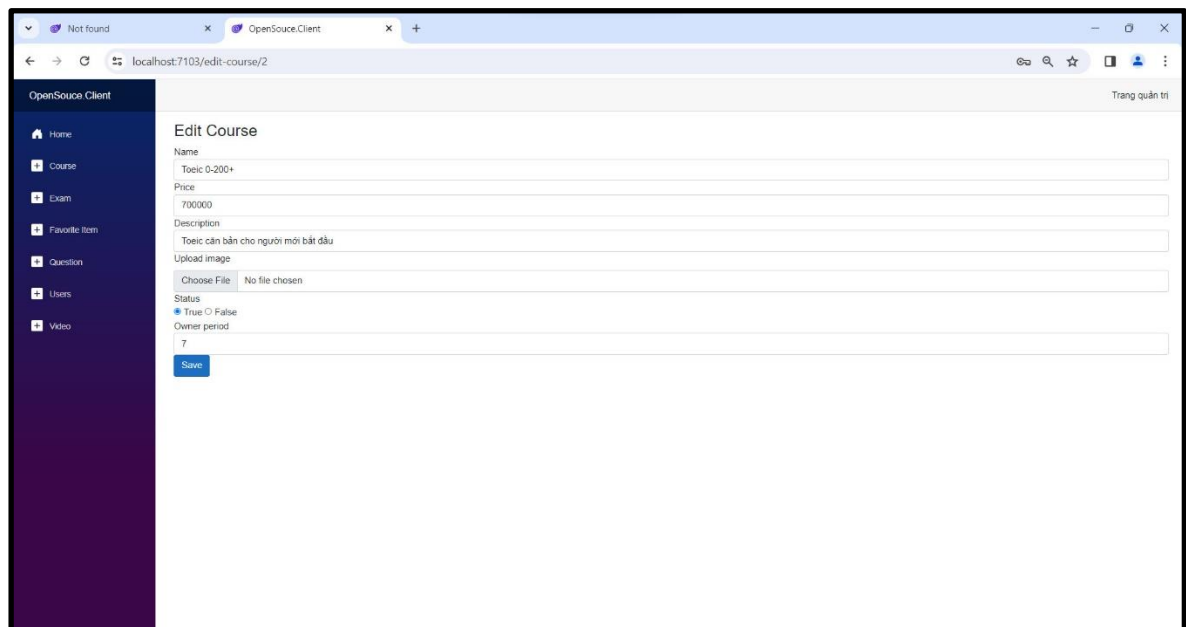 Not found
OpenSouce.Client
localhost:7103/edit-course/2
OpenSouce.Client
Trang quản trị
Home
Course
Exam
Favorite Item
Question
Users
Video
Edit Course
Name
Toeic 0-200+
Price
700000
Description
Toeic căn bản cho người mới bắt đầu
Upload image
Choose File No file chosen
Status
True False
Owner period
7
Save